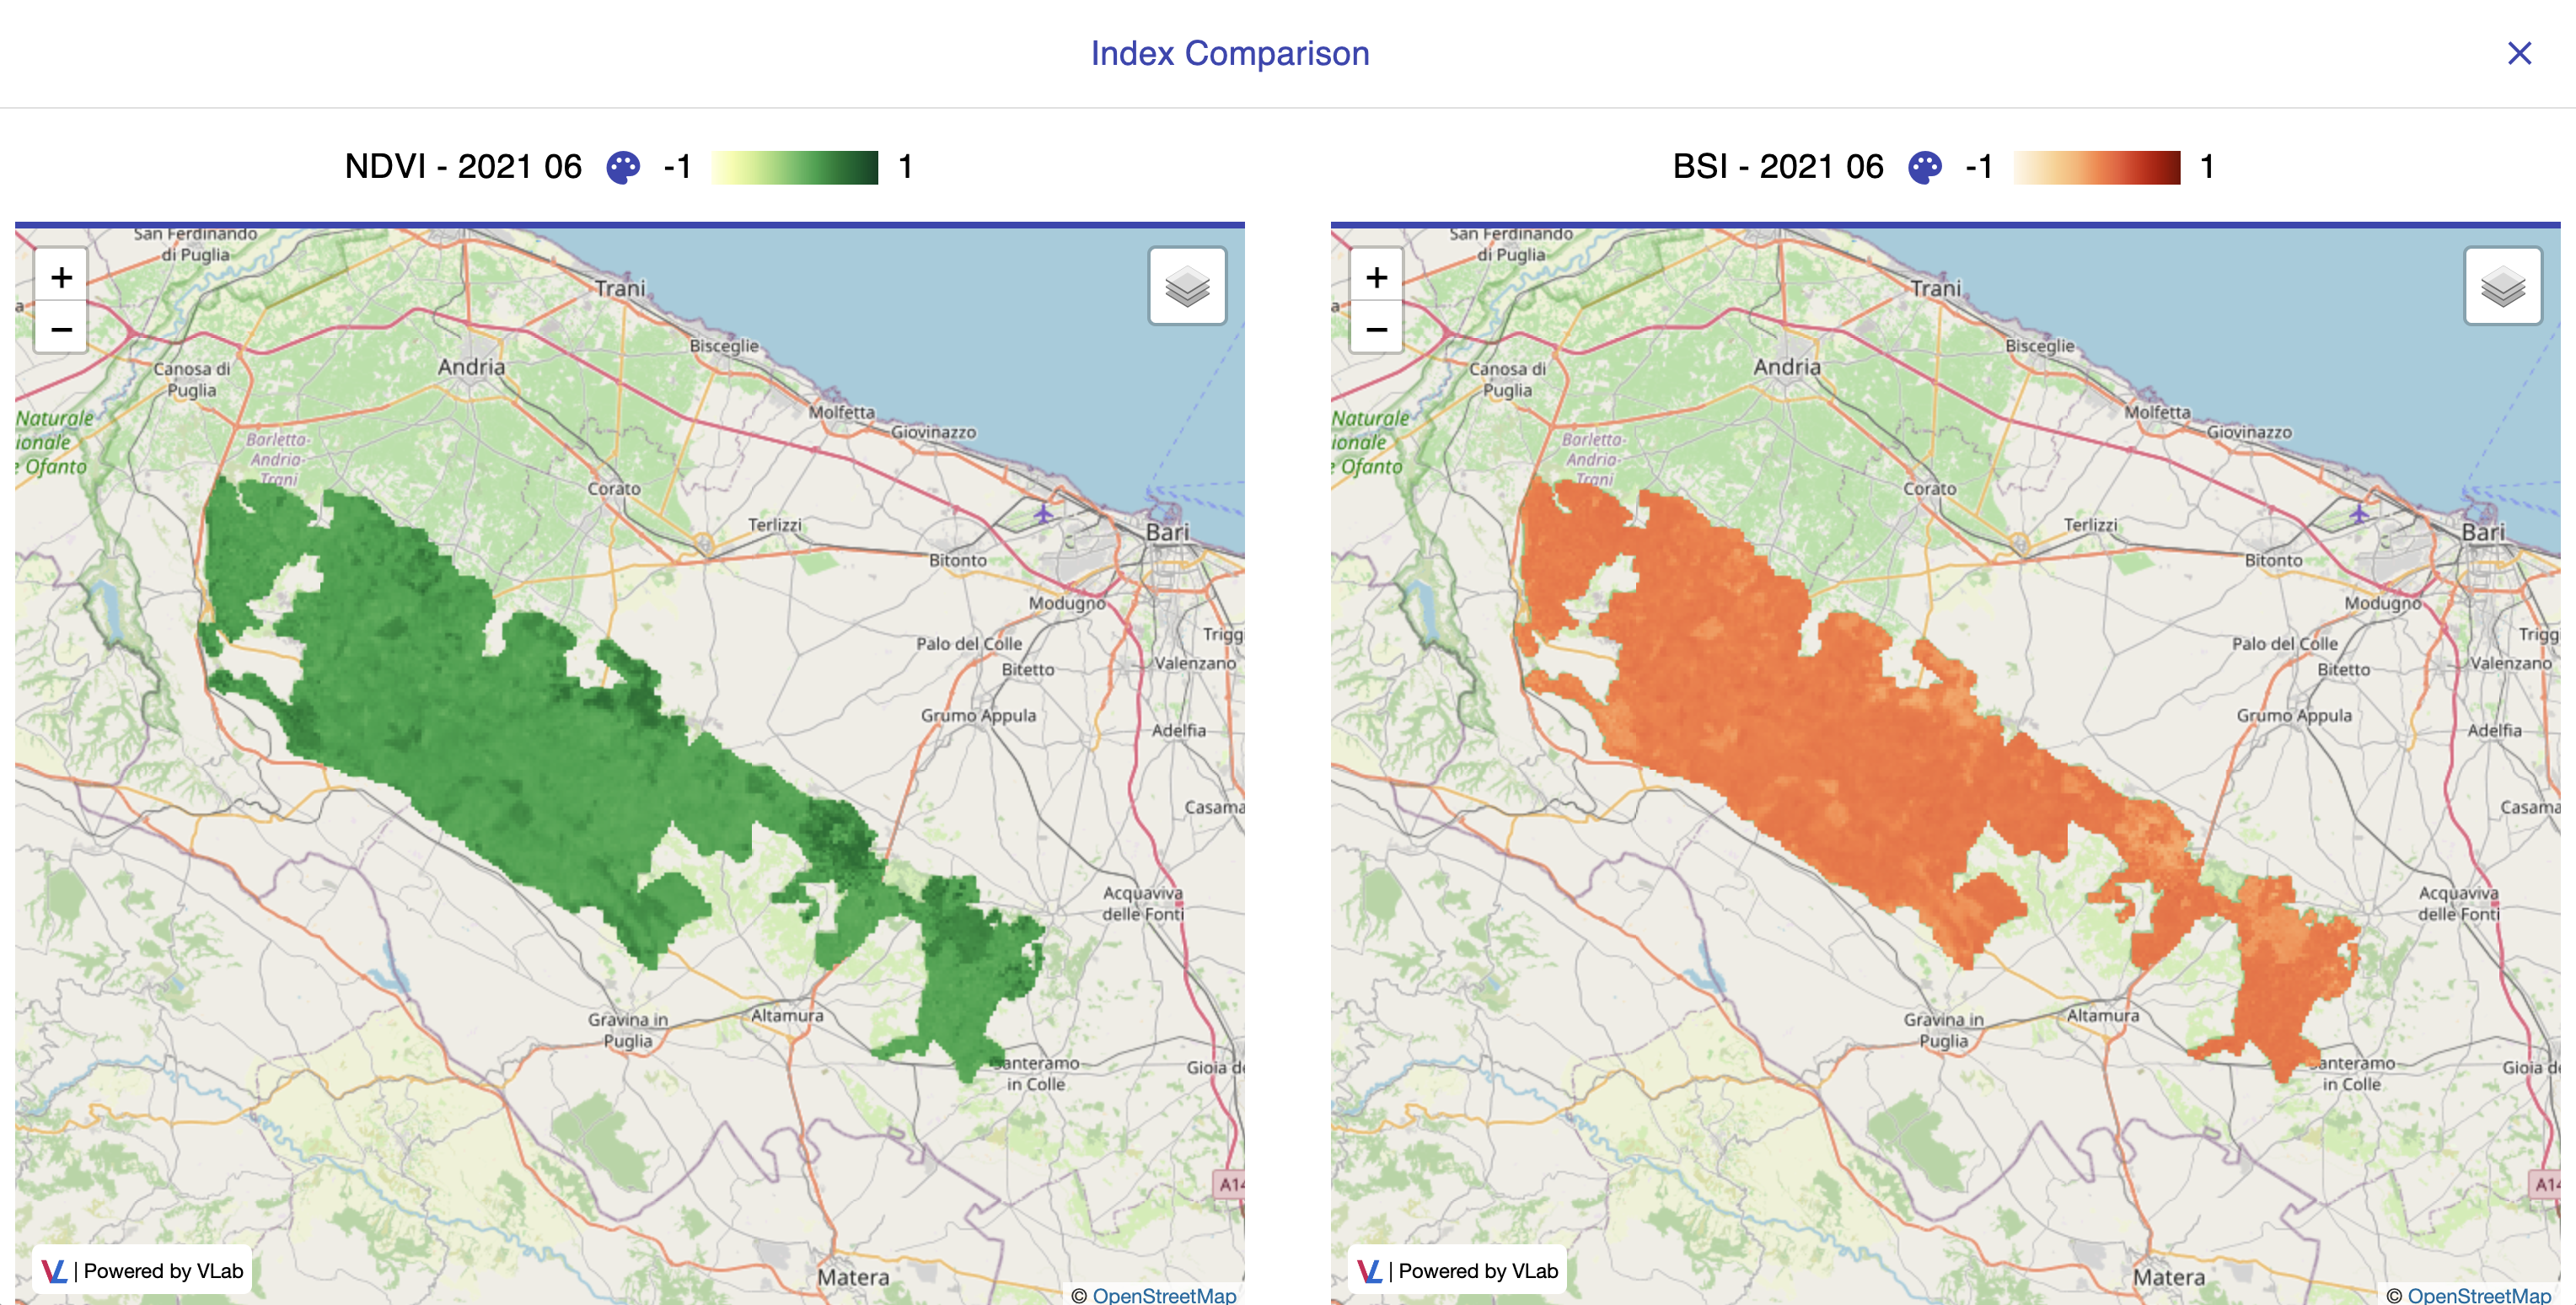 Index Comparison
NDVI - 2021 06 -1 1
BSI - 2021 06 -1 1
San Ferdinando
di Puglia
+
−
Trani
Bisceglie
Andria
Canosa di
Puglia
Molfetta
Giovinazzo
Naturale
ionale
e Ofanto
Barletta-
Andria-
Trani
Corato
Terlizzi
Bari
Bitonto
Modugno
Palo del Colle
Trigg
Bitetto
Valenzano
Grumo Appula
Adelfia
Casama
Acquaviva
delle Fonti
Gravina in
Puglia
Altamura
anteramo
in Colle
Gioia de
A14
Matera
VL | Powered by VLab
© OpenStreetMap
San Ferdinando
di Puglia
+
−
Trani
Bisceglie
Andria
Canosa di
Puglia
Molfetta
Giovinazzo
Naturale
ionale
e Ofanto
Barletta-
Andria-
Trani
Corato
Terlizzi
Bari
Bitonto
Modugno
Palo del Colle
Trigg
Bitetto
Valenzano
Grumo Appula
Adelfia
Casama
Acquaviva
delle Fonti
Gravina in
Puglia
Altamura
anteramo
in Colle
Gioia de
A14
Matera
VL | Powered by VLab
© OpenStreetMap